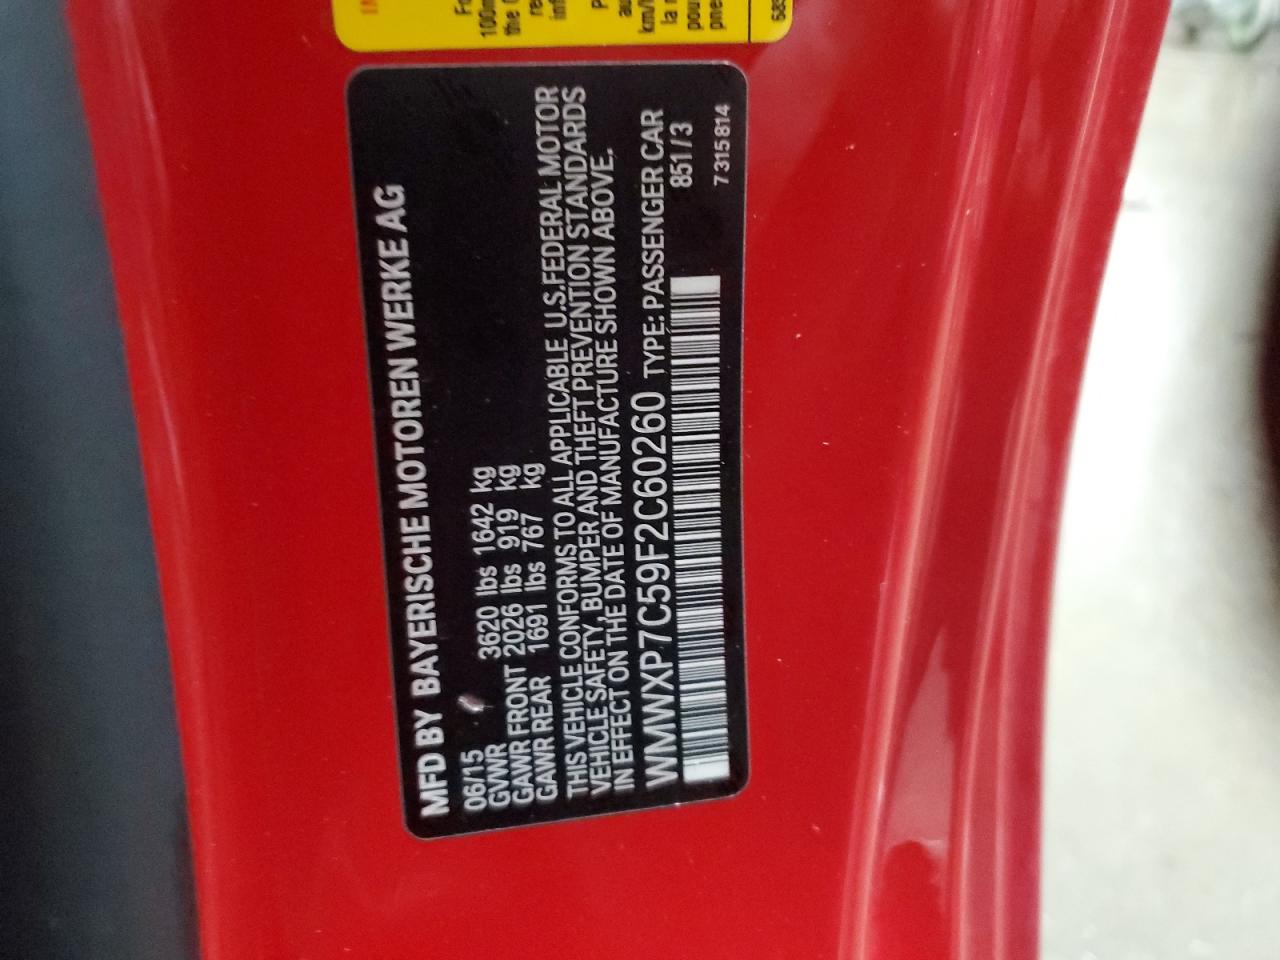 MFD BY BAYERISCHE MOTOREN WERKE AG
06/15
GVWR 3620 lbs 1642 kg
GAWR FRONT 2026 lbs 919 kg
GAWR REAR 1691 lbs 767 kg
THIS VEHICLE CONFORMS TO ALL APPLICABLE U.S.FEDERAL MOTOR
VEHICLE SAFETY, BUMPER AND THEFT PREVENTION STANDARDS
IN EFFECT ON THE DATE OF MANUFACTURE SHOWN ABOVE.
WMWXP7C59F2C60260 TYPE: PASSENGER CAR
851/3
7 315 814